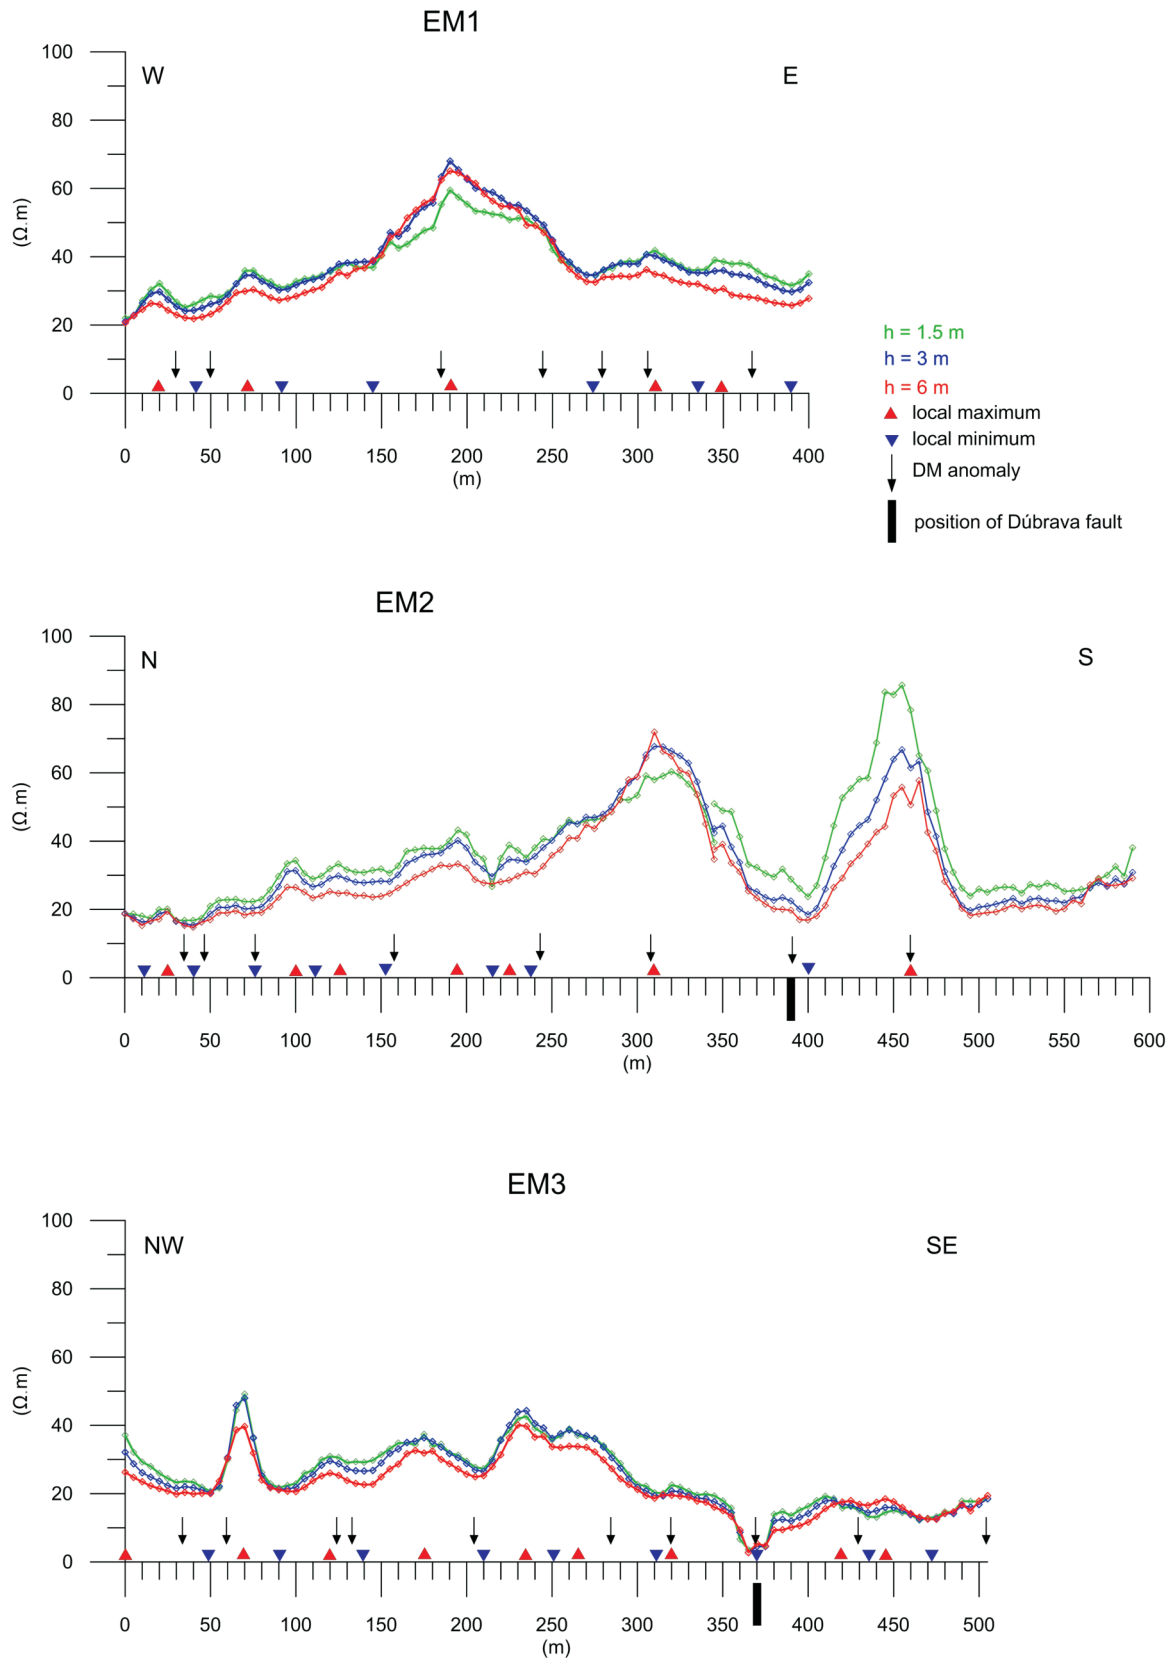 EM1
100
W
E
80
60
(Ω.m)
40
20
0
0 50 100 150 200 250 300 350 400
(m)
h = 1.5 m
h = 3 m
h = 6 m
local maximum
local minimum
DM anomaly
position of Dúbrava fault
EM2
100
N
S
80
60
(Ω.m)
40
20
0
0 50 100 150 200 250 300 350 400 450 500 550 600
(m)
EM3
100
NW
SE
80
60
(Ω.m)
40
20
0
0 50 100 150 200 250 300 350 400 450 500
(m)